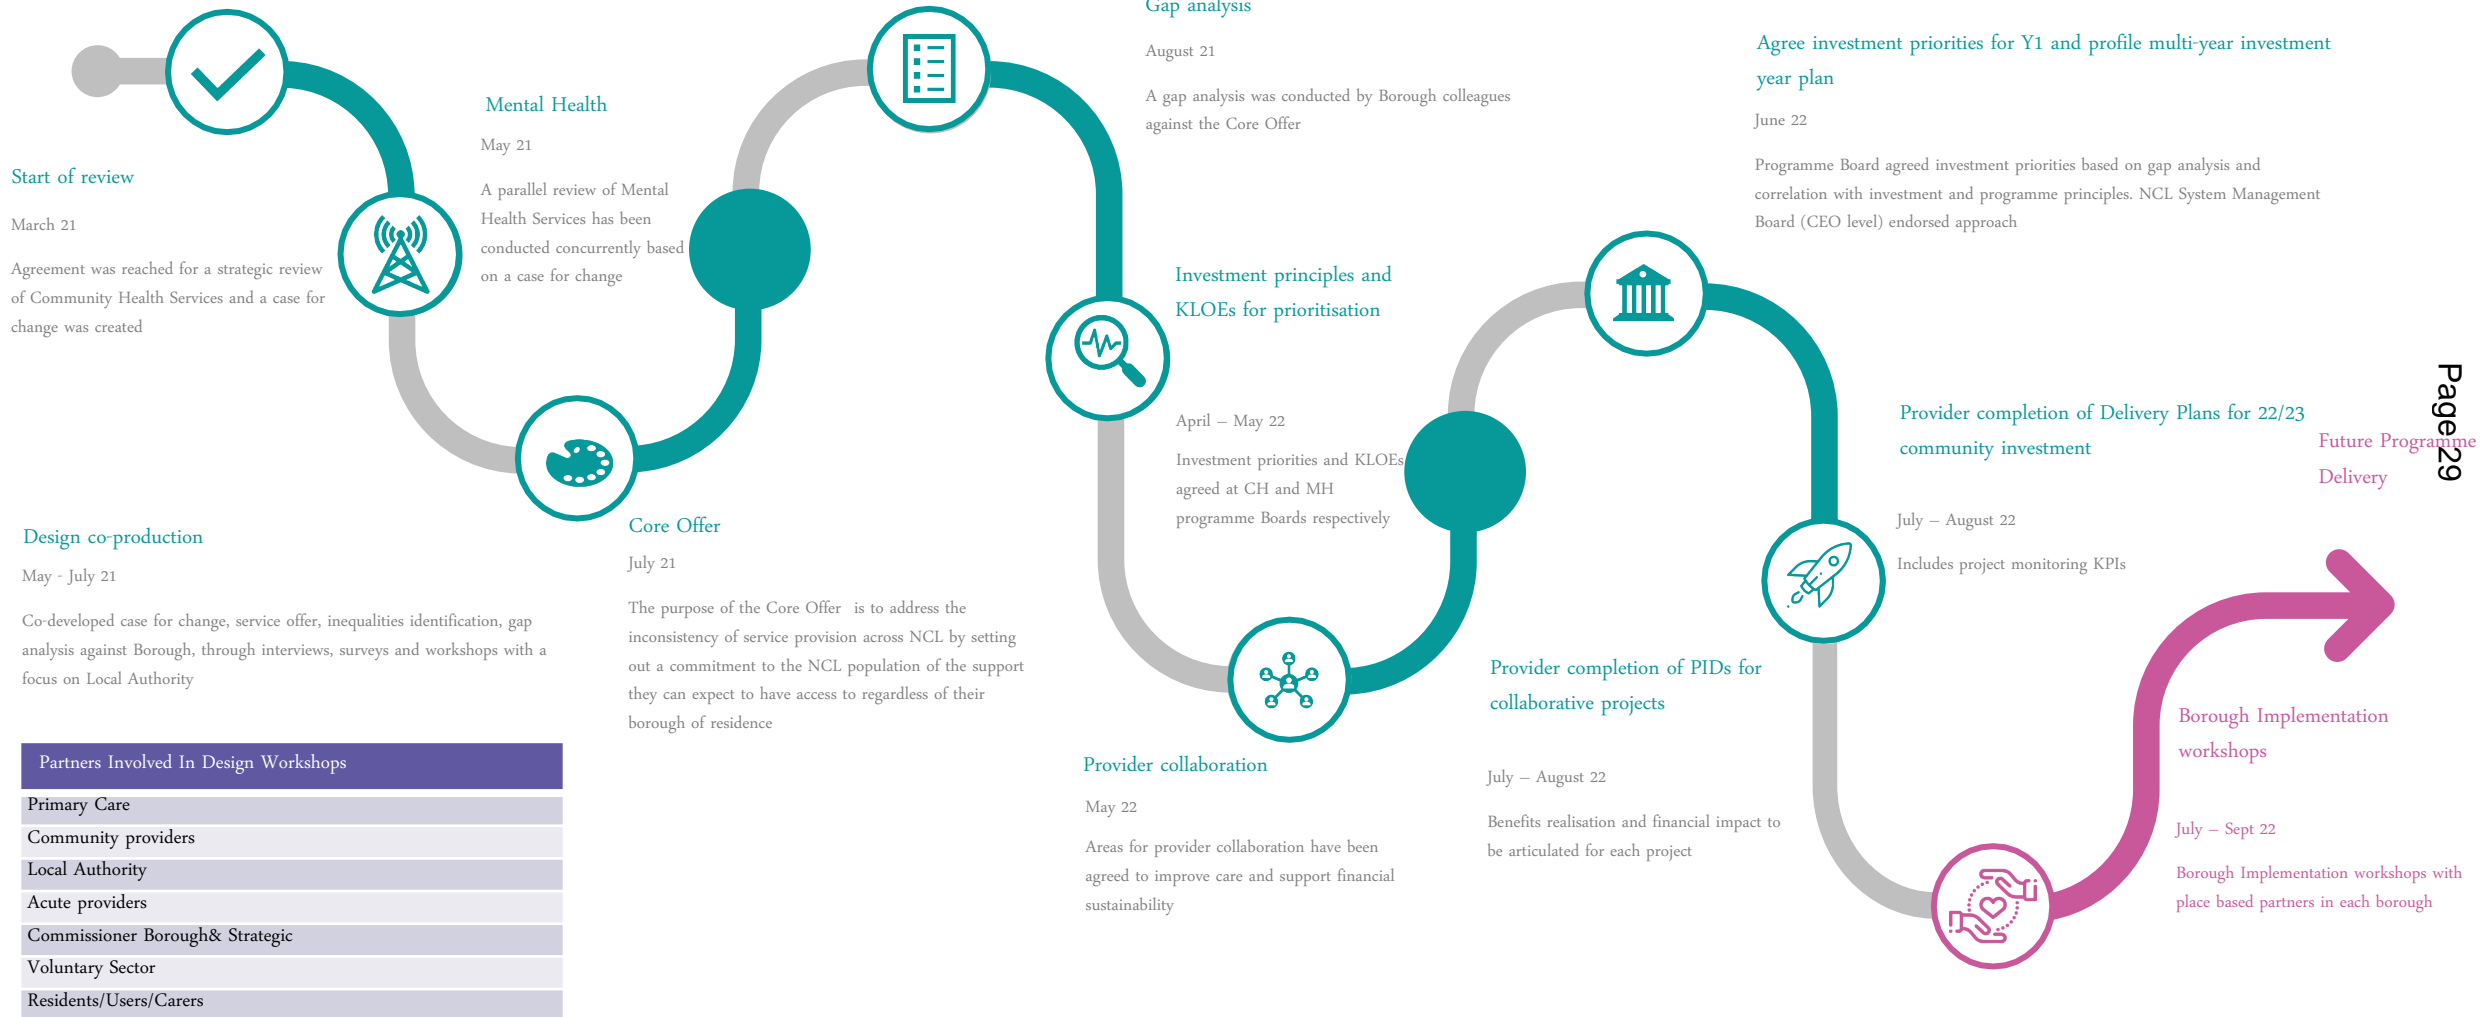 Start of review
March 21
Agreement was reached for a strategic review
of Community Health Services and a case for
change was created
Mental Health
May 21
A parallel review of Mental
Health Services has been
conducted concurrently based
on a case for change
Design co-production
May - July 21
Co-developed case for change, service offer, inequalities identification, gap
analysis against Borough, through interviews, surveys and workshops with a
focus on Local Authority
Partners Involved In Design Workshops
Primary Care
Community providers
Local Authority
Acute providers
Commissioner Borough& Strategic
Voluntary Sector
Residents/Users/Carers
Core Offer
July 21
The purpose of the Core Offer is to address the
inconsistency of service provision across NCL by setting
out a commitment to the NCL population of the support
they can expect to have access to regardless of their
borough of residence
Gap analysis
August 21
A gap analysis was conducted by Borough colleagues
against the Core Offer
Investment principles and
KLOEs for prioritisation
April – May 22
Investment priorities and KLOEs
agreed at CH and MH
programme Boards respectively
Provider collaboration
May 22
Areas for provider collaboration have been
agreed to improve care and support financial
sustainability
Agree investment priorities for Y1 and profile multi-year investment
year plan
June 22
Programme Board agreed investment priorities based on gap analysis and
correlation with investment and programme principles. NCL System Management
Board (CEO level) endorsed approach
Provider completion of PIDs for
collaborative projects
July – August 22
Benefits realisation and financial impact to
be articulated for each project
Provider completion of Delivery Plans for 22/23
community investment
July – August 22
Includes project monitoring KPIs
Future Programme
Delivery
Borough Implementation
workshops
July – Sept 22
Borough Implementation workshops with
place based partners in each borough
Page 29